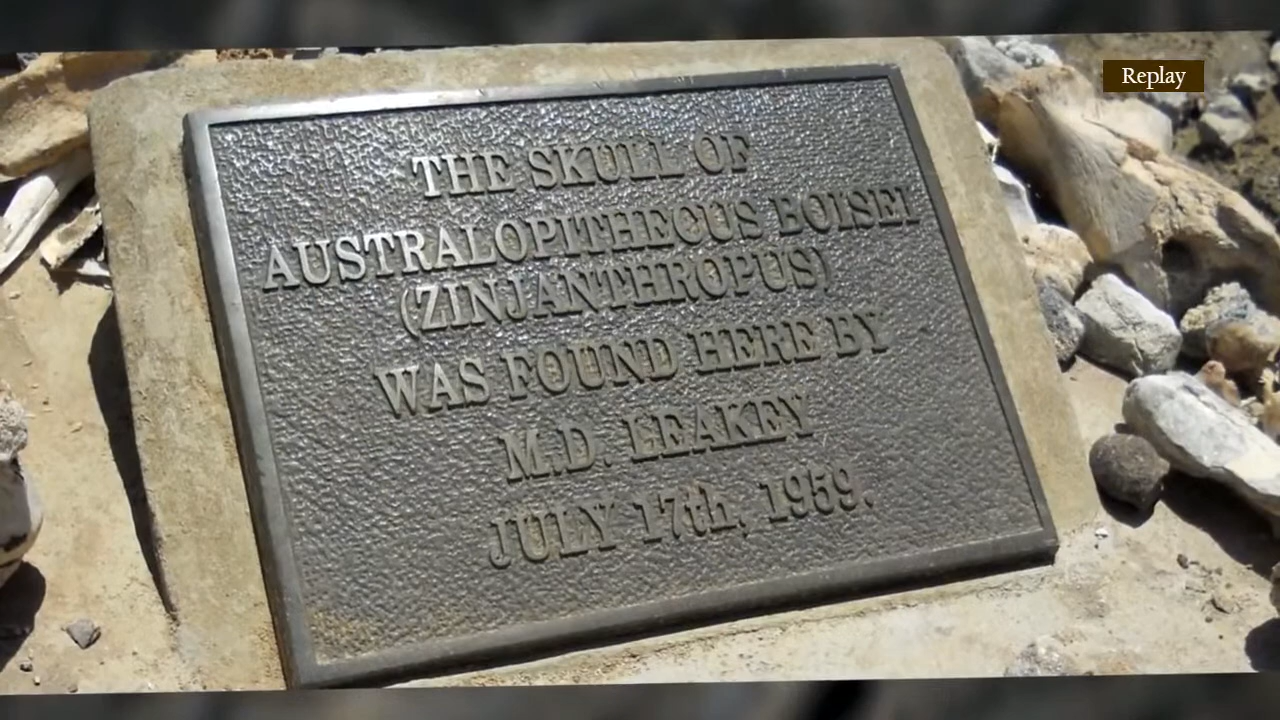 Replay
THE SKULL OF
AUSTRALOPITHECUS BOISEI
(ZINJANTHROPUS)
WAS FOUND HERE BY
M.D. LEAKEY
JULY 17th, 1959.